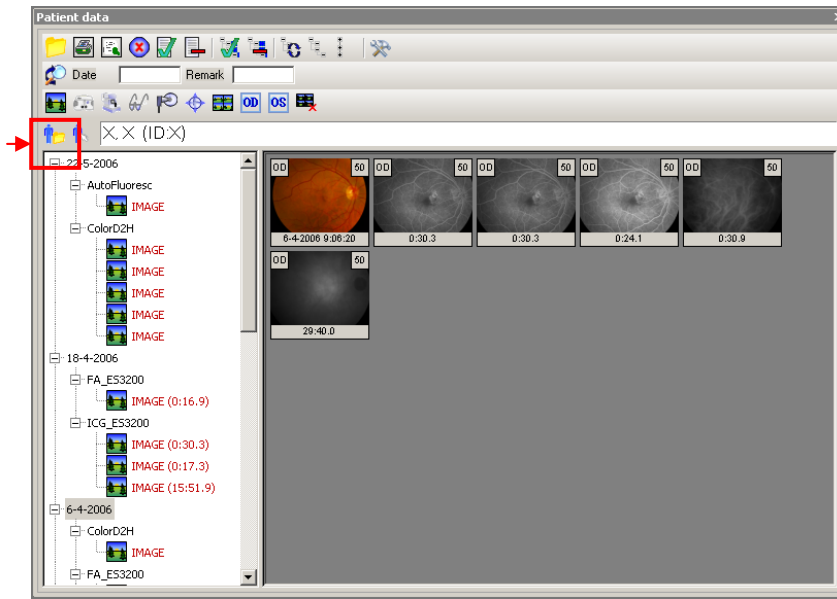 Patient data
Date Remark
OD OS
X, X (ID:X)
22-5-2006
AutoFluoresc
IMAGE
ColorD2H
IMAGE
IMAGE
IMAGE
IMAGE
IMAGE
18-4-2006
FA_ES3200
IMAGE (0:16.9)
ICG_ES3200
IMAGE (0:30.3)
IMAGE (0:17.3)
IMAGE (15:51.9)
6-4-2006
ColorD2H
IMAGE
FA_ES3200
OD 50 OD 50 OD 50 OD 50 OD 50
6-4-2006 9:06:20 0:30.3 0:30.3 0:24.1 0:30.9
OD 50
29:40.0